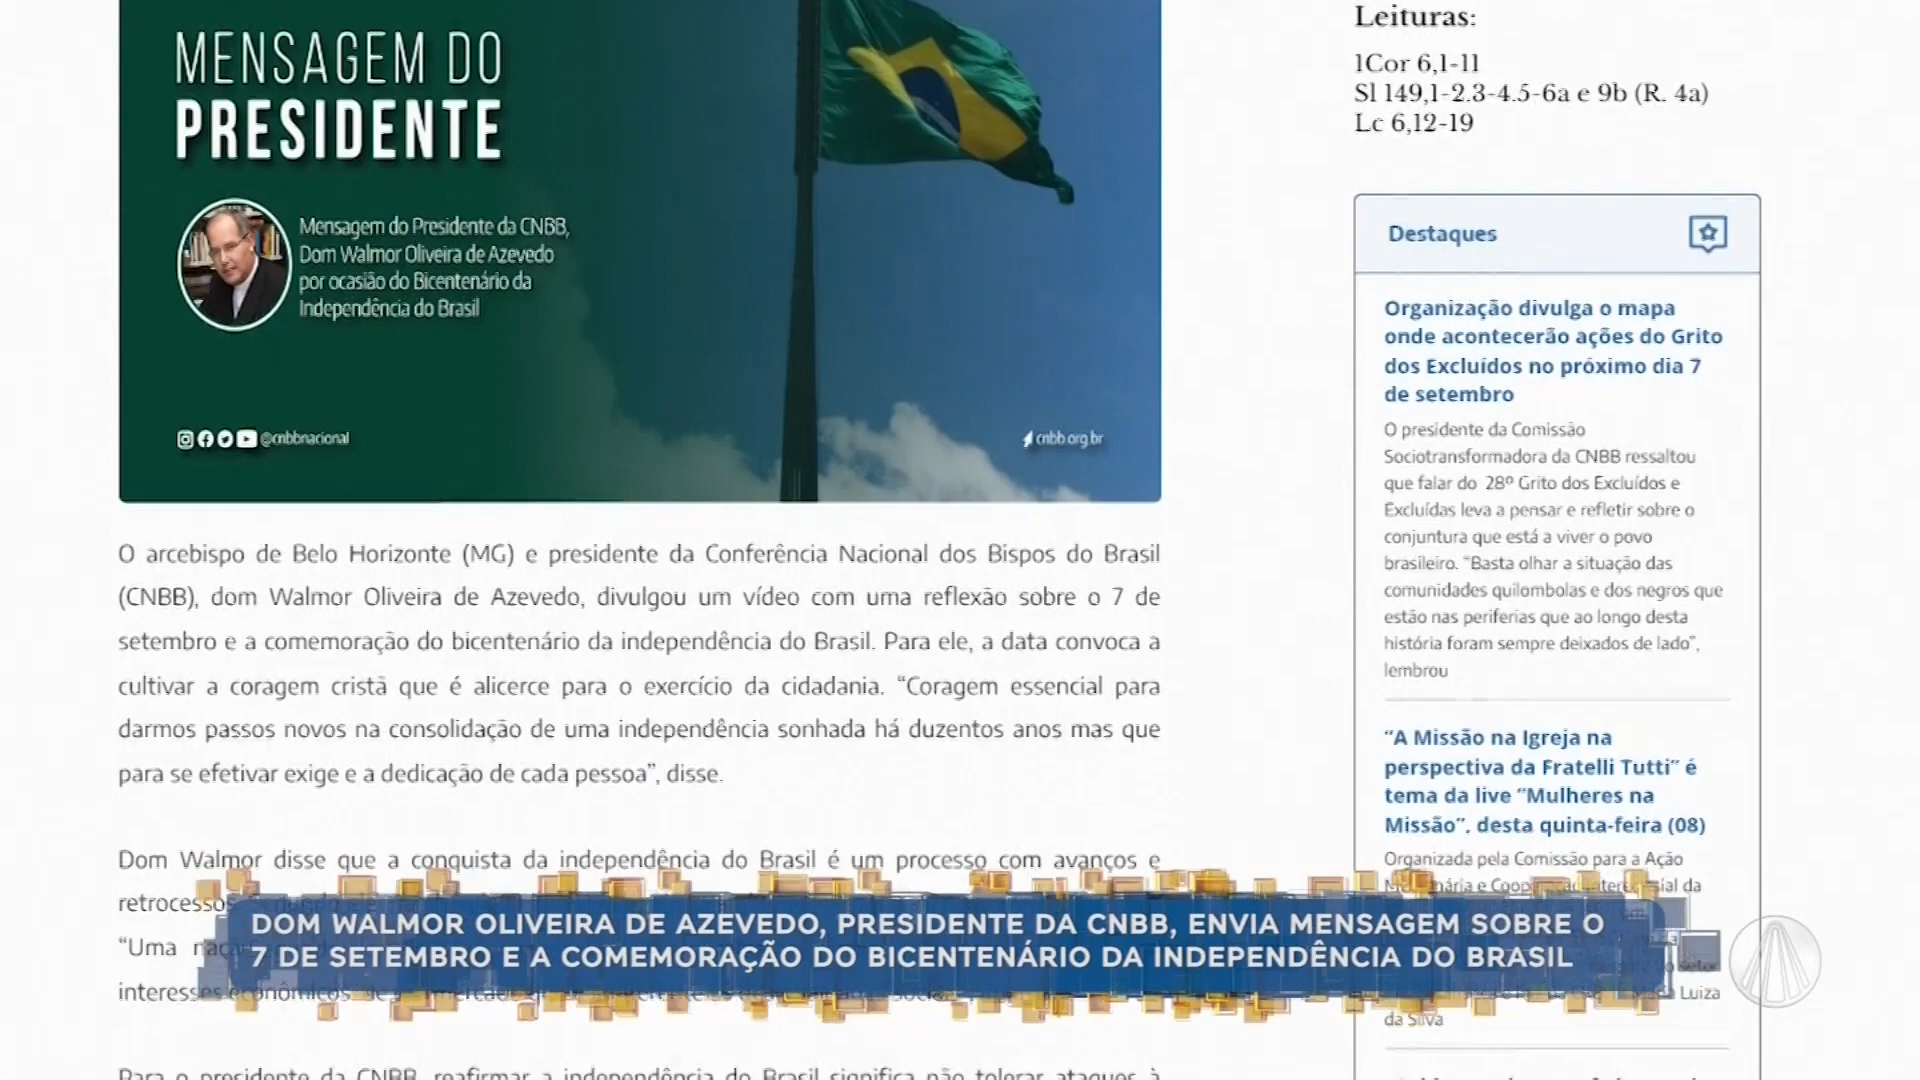 MENSAGEM DO
PRESIDENTE
Mensagem do Presidente da CNBB,
Dom Walmor Oliveira de Azevedo
por ocasião do Bicentenário da
Independência do Brasil
@cnbbnacional
cnbb.org.br
O arcebispo de Belo Horizonte (MG) e presidente da Conferência Nacional dos Bispos do Brasil
(CNBB), dom Walmor Oliveira de Azevedo, divulgou um vídeo com uma reflexão sobre o 7 de
setembro e a comemoração do bicentenário da independência do Brasil. Para ele, a data convoca a
cultivar a coragem cristã que é alicerce para o exercício da cidadania. “Coragem essencial para
darmos passos novos na consolidação de uma independência sonhada há duzentos anos mas que
para se efetivar exige e a dedicação de cada pessoa”, disse.
Dom Walmor disse que a conquista da independência do Brasil é um processo com avanços e
retrocessos
“Uma
interesses econômicos
Para o presidente da CNBB, reafirmar a independência do Brasil significa não tolerar ataques à
Leituras:
1Cor 6,1-11
Sl 149,1-2.3-4.5-6a e 9b (R. 4a)
Lc 6,12-19
Destaques
Organização divulga o mapa
onde acontecerão ações do Grito
dos Excluídos no próximo dia 7
de setembro
O presidente da Comissão
Sociotransformadora da CNBB ressaltou
que falar do 28º Grito dos Excluídos e
Excluídas leva a pensar e refletir sobre o
conjuntura que está a viver o povo
brasileiro. “Basta olhar a situação das
comunidades quilombolas e dos negros que
estão nas periferias que ao longo desta
história foram sempre deixados de lado”,
lembrou
“A Missão na Igreja na
perspectiva da Fratelli Tutti” é
tema da live “Mulheres na
Missão”, desta quinta-feira (08)
Organizada pela Comissão para a Ação
da
Luiza
da Silva
DOM WALMOR OLIVEIRA DE AZEVEDO, PRESIDENTE DA CNBB, ENVIA MENSAGEM SOBRE O
7 DE SETEMBRO E A COMEMORAÇÃO DO BICENTENÁRIO DA INDEPENDÊNCIA DO BRASIL